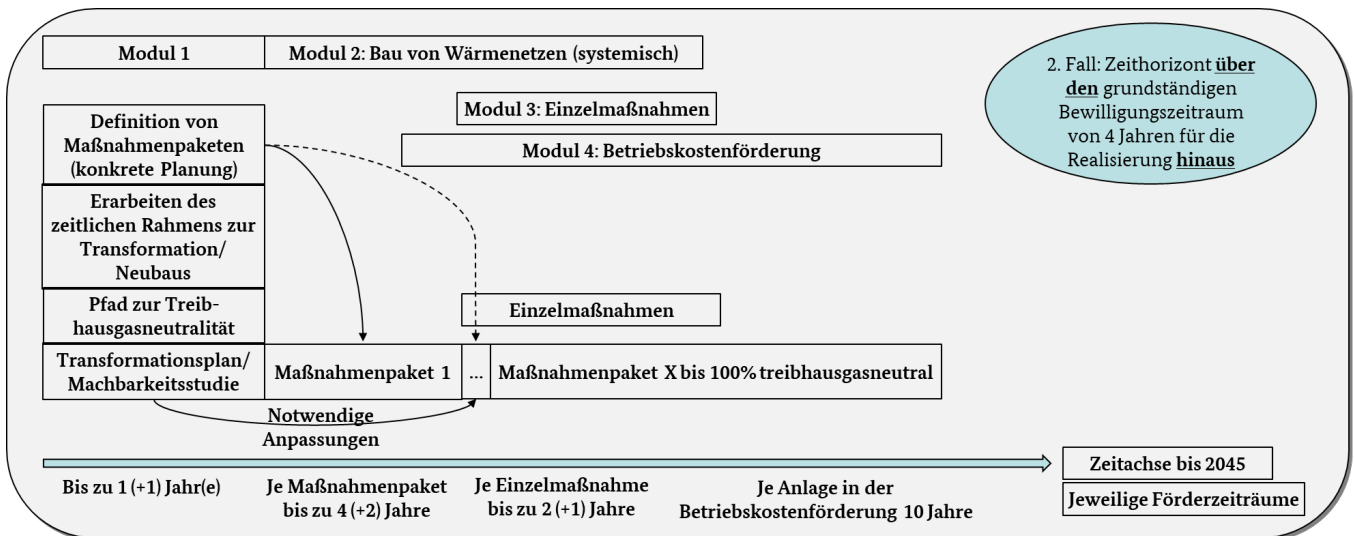 Modul 1
Modul 2: Bau von Wärmenetzen (systemisch)
2. Fall: Zeithorizont über
den grundständigen
Bewilligungszeitraum
von 4 Jahren für die
Realisierung hinaus
Modul 3: Einzelmaßnahmen
Modul 4: Betriebskostenförderung
Definition von
Maßnahmenpaketen
(konkrete Planung)
Erarbeiten des
zeitlichen Rahmens zur
Transformation/
Neubaus
Pfad zur Treib-
hausgasneutralität
Einzelmaßnahmen
Transformationsplan/
Machbarkeitsstudie
Maßnahmenpaket 1
...
Maßnahmenpaket X bis 100% treibhausgasneutral
Notwendige
Anpassungen
Zeitachse bis 2045
Bis zu 1 (+1) Jahr(e)
Je Maßnahmenpaket
bis zu 4 (+2) Jahre
Je Einzelmaßnahme
bis zu 2 (+1) Jahre
Je Anlage in der
Betriebskostenförderung 10 Jahre
Jeweilige Förderzeiträume